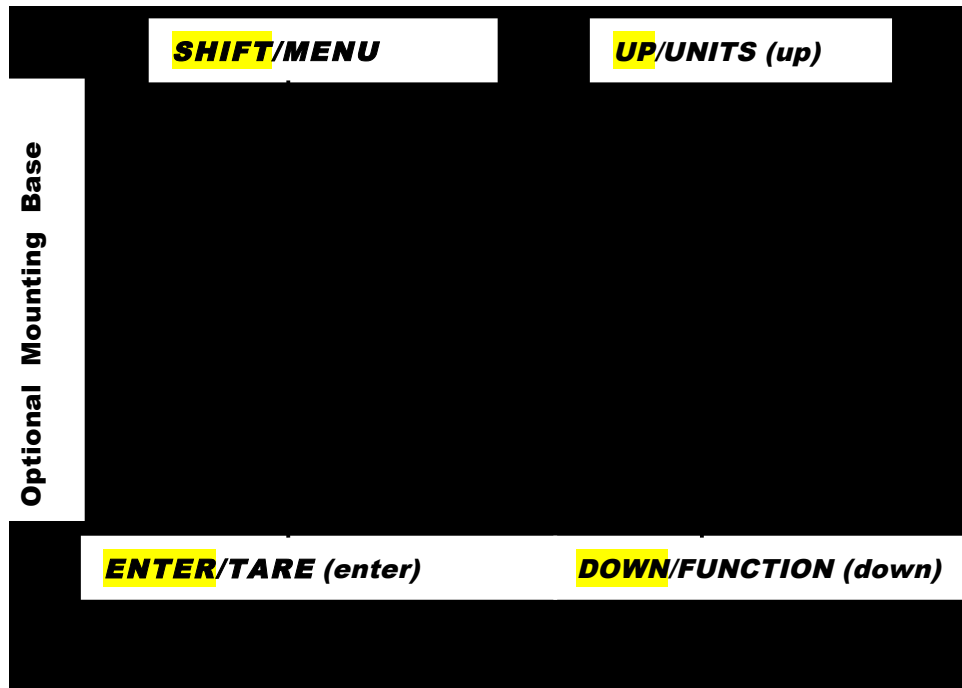 SHIFT/MENU
UP/UNITS (up)
Optional Mounting Base
ENTER/TARE (enter)
DOWN/FUNCTION (down)